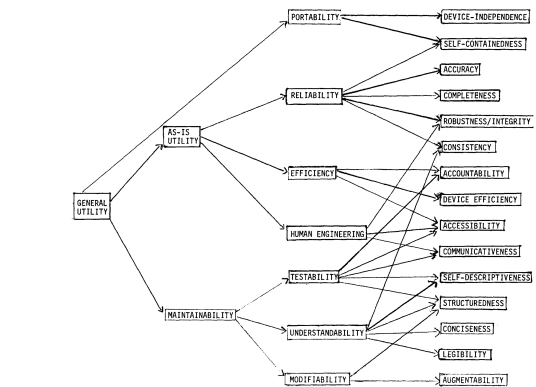 PORTABILITY
DEVICE-INDEPENDENCE
SELF-CONTAINEDNESS
ACCURACY
RELIABILITY
COMPLETENESS
ROBUSTNESS/INTEGRITY
AS-IS
UTILITY
CONSISTENCY
EFFICIENCY
ACCOUNTABILITY
DEVICE EFFICIENCY
GENERAL
UTILITY
ACCESSIBILITY
HUMAN ENGINEERING
COMMUNICATIVENESS
TESTABILITY
SELF-DESCRIPTIVENESS
STRUCTUREDNESS
MAINTAINABILITY
UNDERSTANDABILITY
CONCISENESS
LEGIBILITY
MODIFIABILITY
AUGMENTABILITY